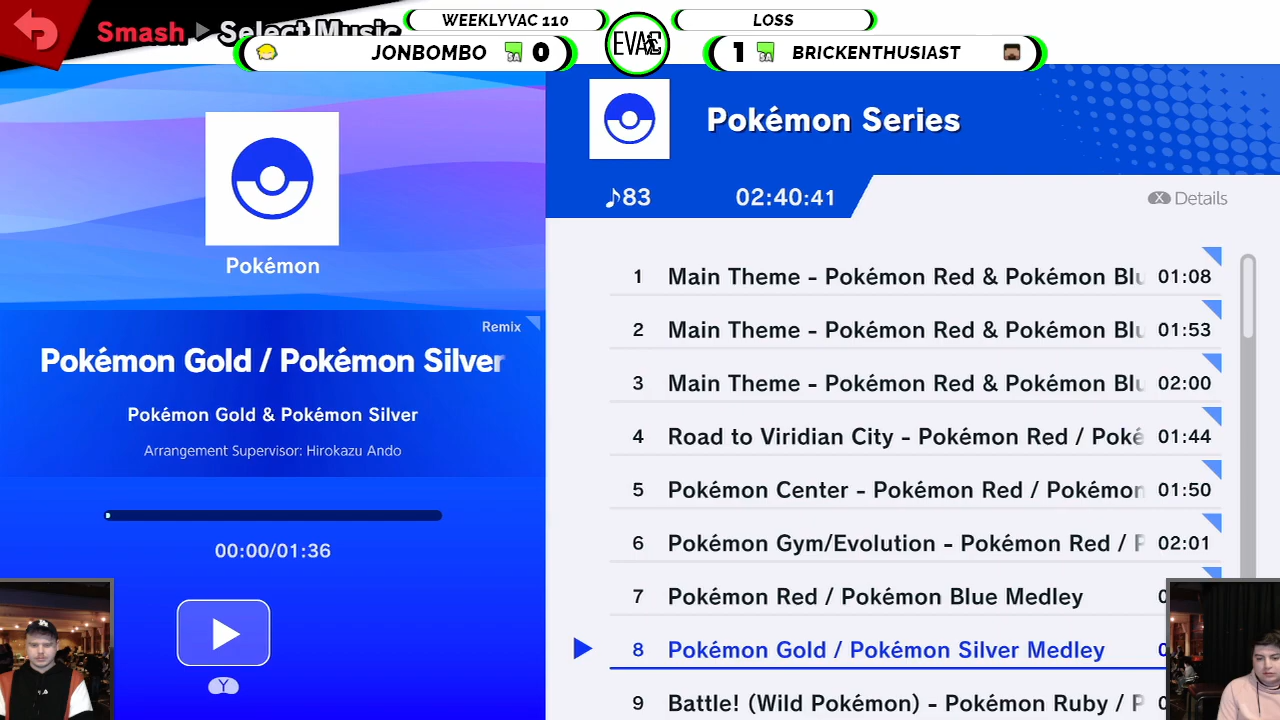 Smash ▶ Select Music
WEEKLYVAC 110
LOSS
JONBOMBO 0
EVAC
1 BRICKENTHUSIAST
Pokémon
Remix
Pokémon Gold / Pokémon Silver
Pokémon Gold & Pokémon Silver
Arrangement Supervisor: Hirokazu Ando
00:00/01:36
Y
Pokémon Series
♪83 02:40:41
X Details
1 Main Theme - Pokémon Red & Pokémon Blu 01:08
2 Main Theme - Pokémon Red & Pokémon Blu 01:53
3 Main Theme - Pokémon Red & Pokémon Blu 02:00
4 Road to Viridian City - Pokémon Red / Poké 01:44
5 Pokémon Center - Pokémon Red / Pokémon 01:50
6 Pokémon Gym/Evolution - Pokémon Red / P 02:01
7 Pokémon Red / Pokémon Blue Medley 0
8 Pokémon Gold / Pokémon Silver Medley 0
9 Battle! (Wild Pokémon) - Pokémon Ruby / P 0